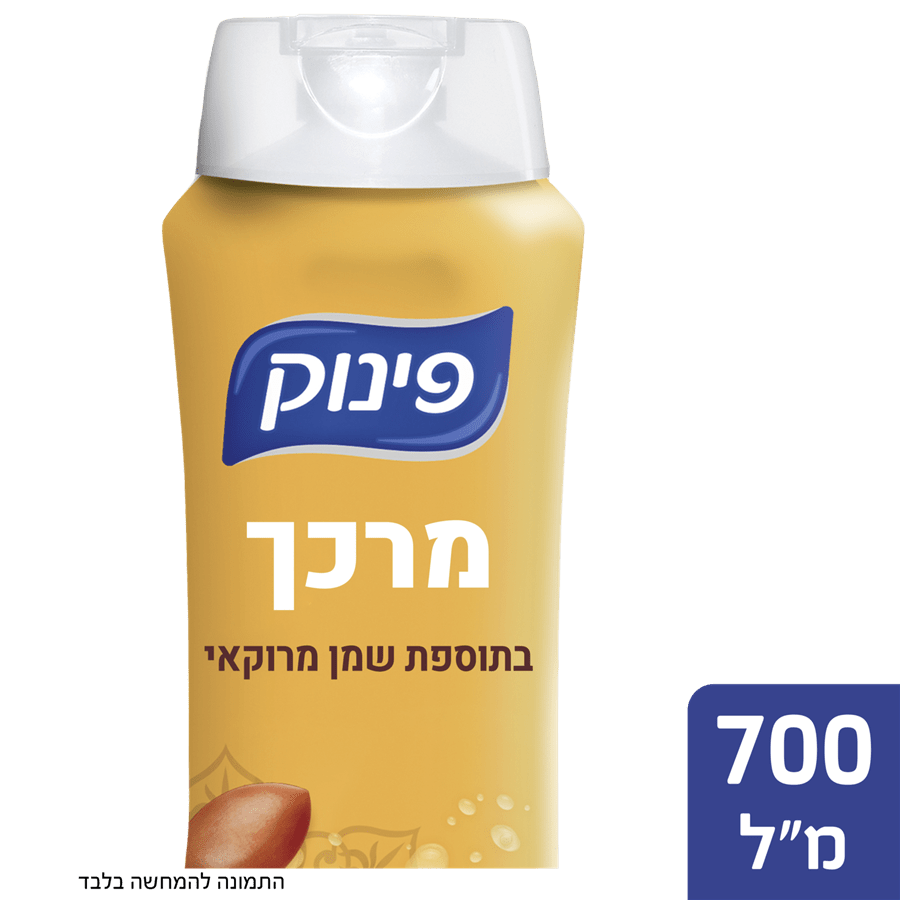 פינוק
מרכך
בתוספת שמן מרוקאי
700
מ"ל
התמונה להמחשה בלבד